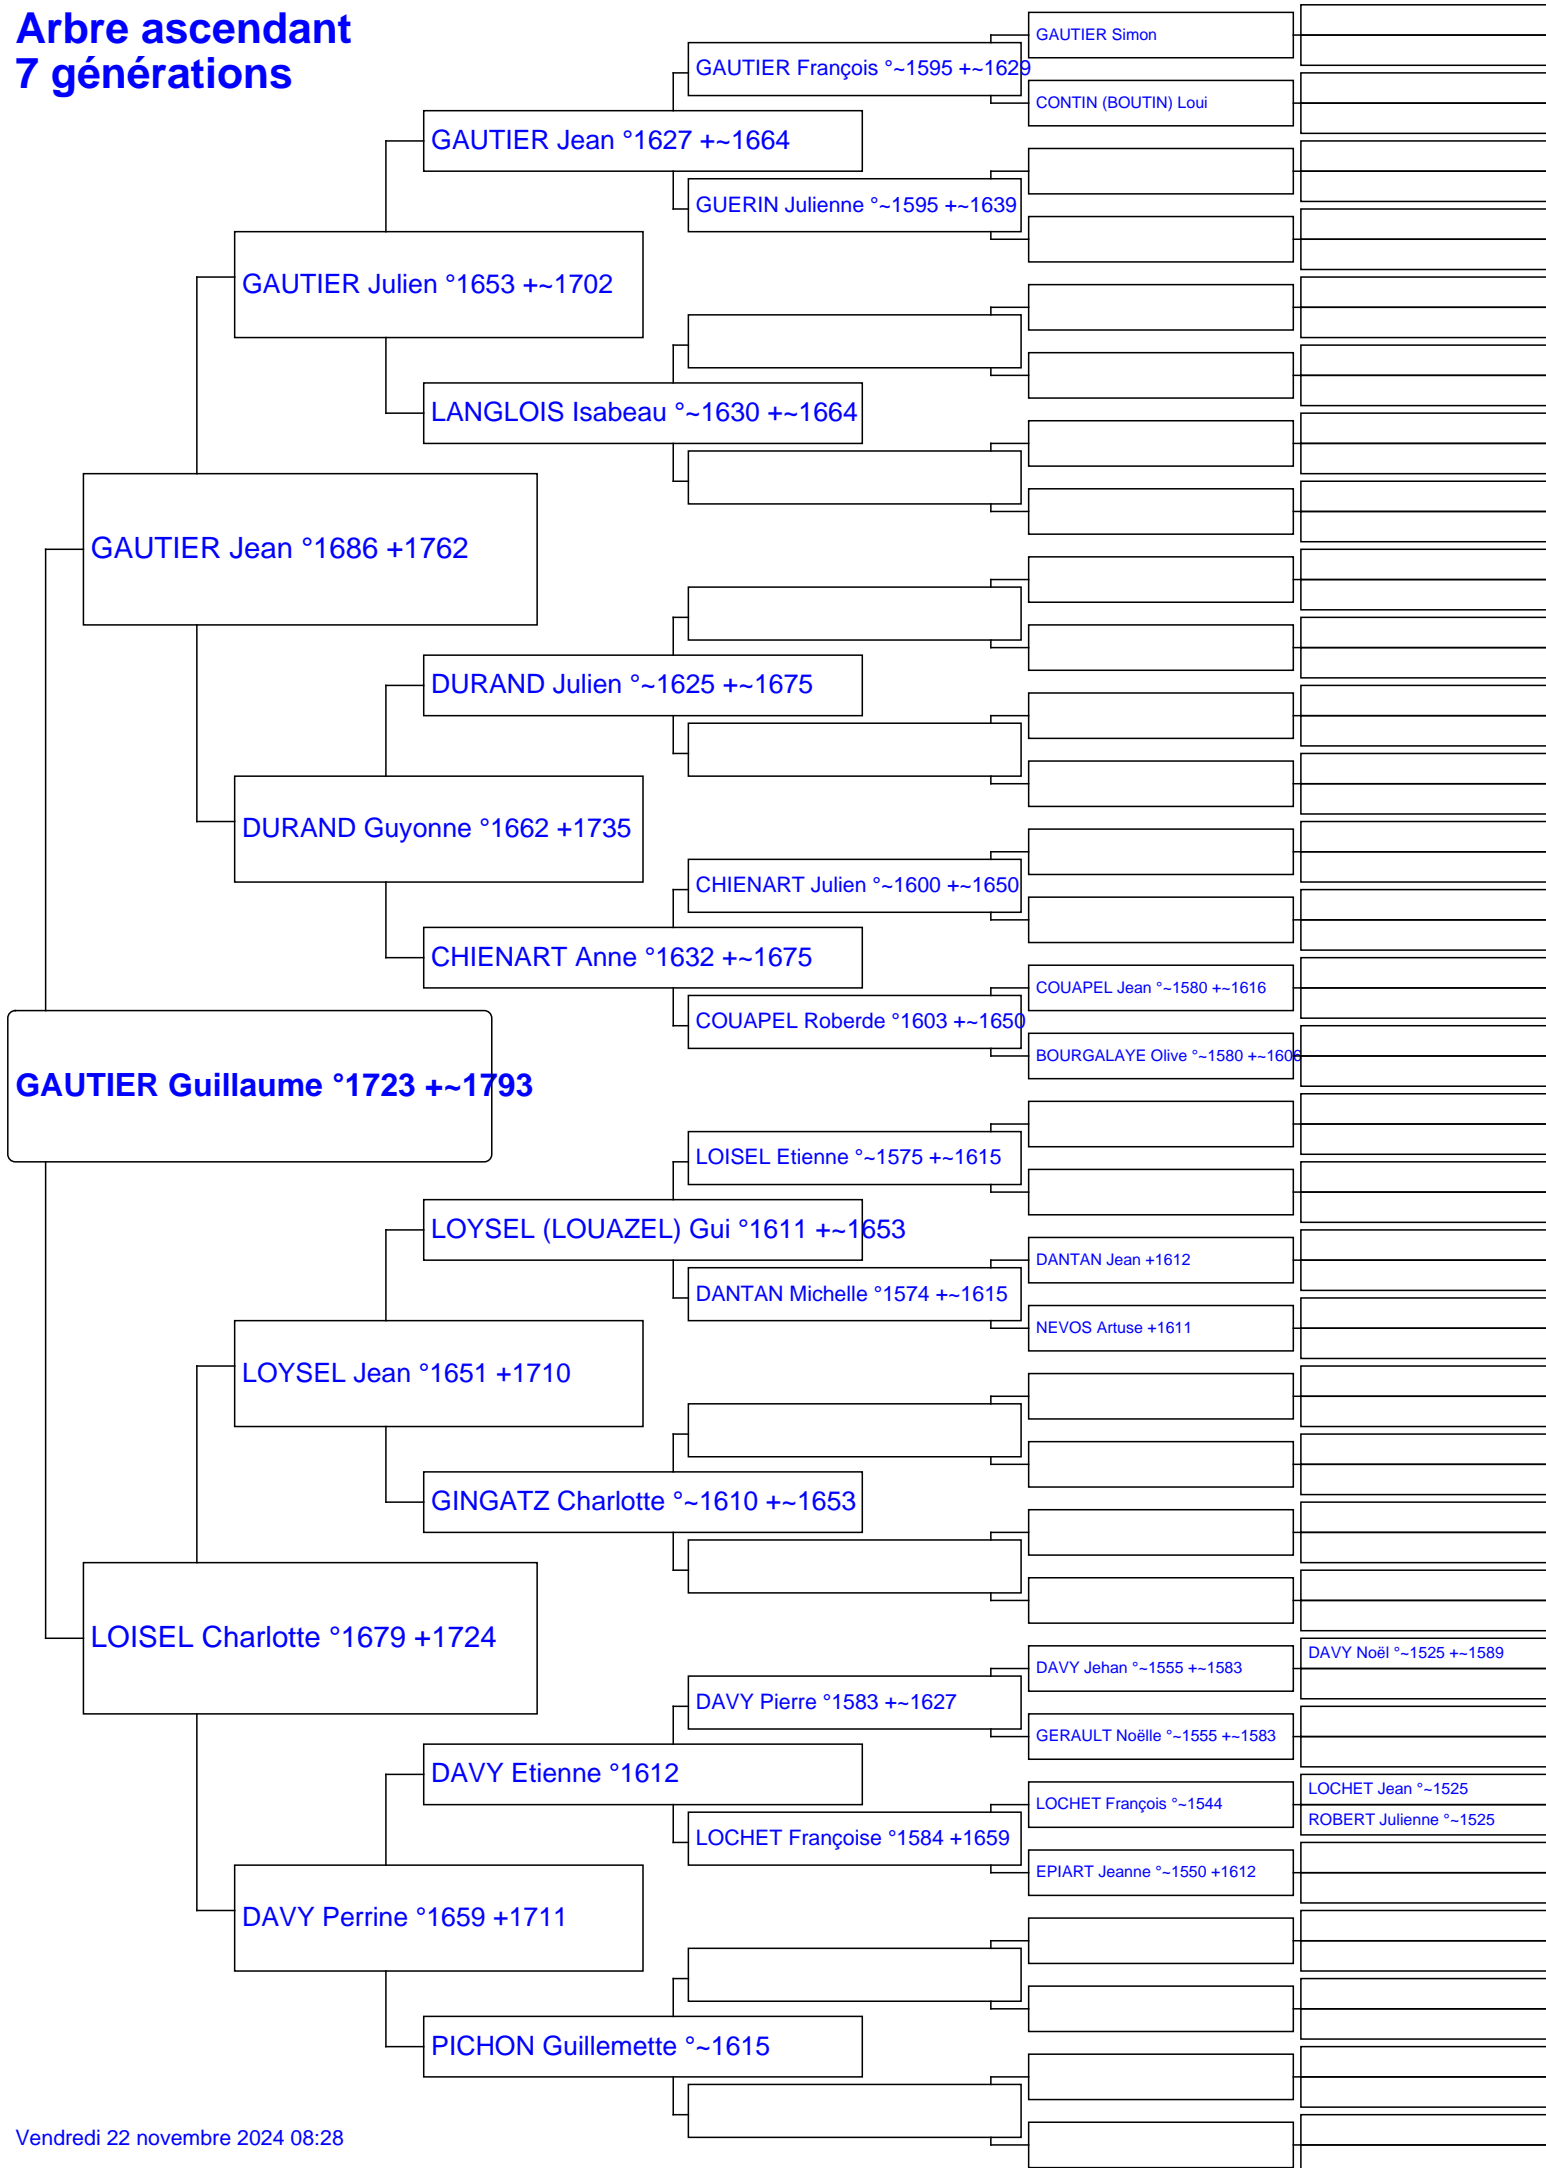 Arbre ascendant
7 générations
GAUTIER Simon
GAUTIER François °~1595 +~1629
CONTIN (BOUTIN) Loui
GAUTIER Jean °1627 +~1664
GUERIN Julienne °~1595 +~1639
GAUTIER Julien °1653 +~1702
LANGLOIS Isabeau °~1630 +~1664
GAUTIER Jean °1686 +1762
DURAND Julien °~1625 +~1675
DURAND Guyonne °1662 +1735
CHIENART Julien °~1600 +~1650
CHIENART Anne °1632 +~1675
COUAPEL Jean °~1580 +~1616
COUAPEL Roberde °1603 +~1650
BOURGALAYE Olive °~1580 +~1606
GAUTIER Guillaume °1723 +~1793
LOISEL Etienne °~1575 +~1615
LOYSEL (LOUAZEL) Gui °1611 +~1653
DANTAN Jean +1612
DANTAN Michelle °1574 +~1615
NEVOS Artuse +1611
LOYSEL Jean °1651 +1710
GINGATZ Charlotte °~1610 +~1653
LOISEL Charlotte °1679 +1724
DAVY Noël °~1525 +~1589
DAVY Jehan °~1555 +~1583
DAVY Pierre °1583 +~1627
GERAULT Noëlle °~1555 +~1583
DAVY Etienne °1612
LOCHET Jean °~1525
LOCHET François °~1544
ROBERT Julienne °~1525
LOCHET Françoise °1584 +1659
EPIART Jeanne °~1550 +1612
DAVY Perrine °1659 +1711
PICHON Guillemette °~1615
Vendredi 22 novembre 2024 08:28